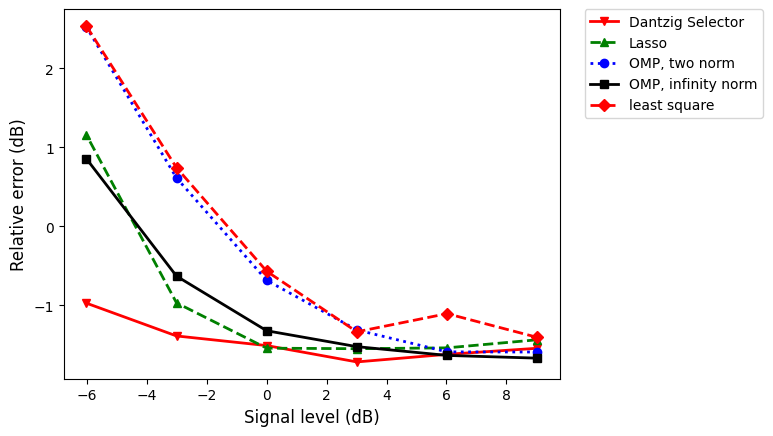 Dantzig Selector
Lasso
OMP, two norm
OMP, infinity norm
least square
Relative error (dB)
2
1
0
−1
−6
−4
−2
0
2
4
6
8
Signal level (dB)